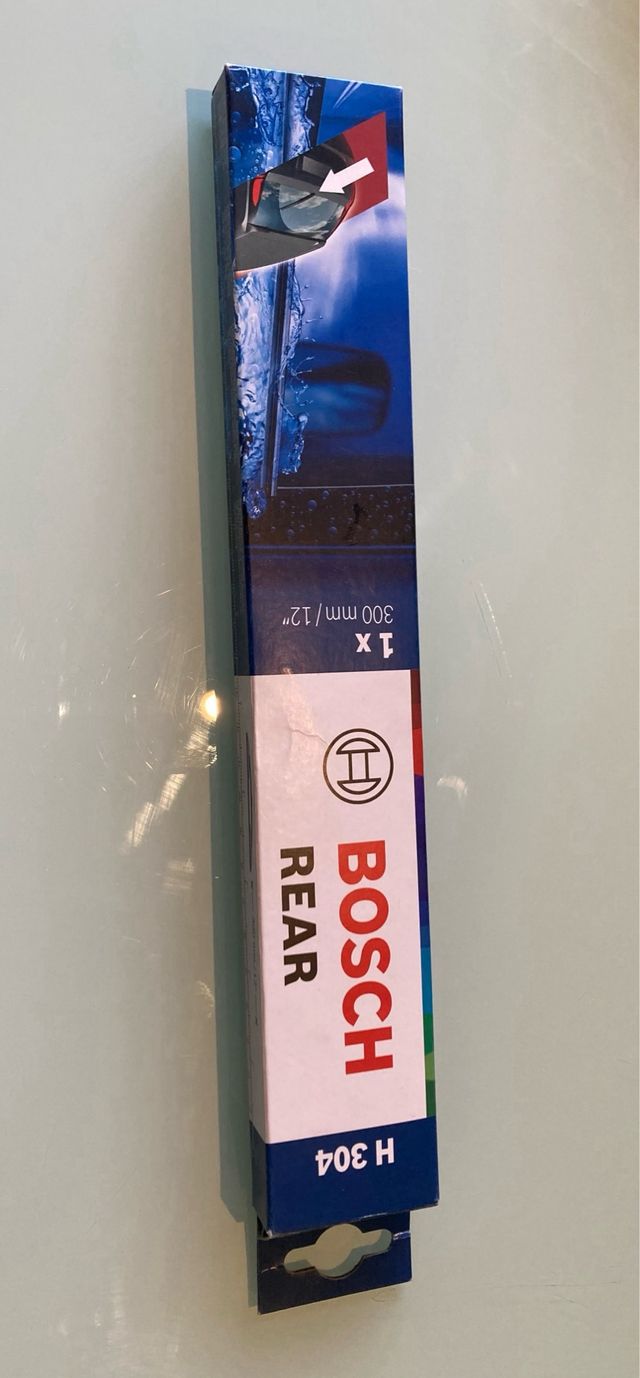 H 304
BOSCH
REAR
1 x
300 mm / 12"